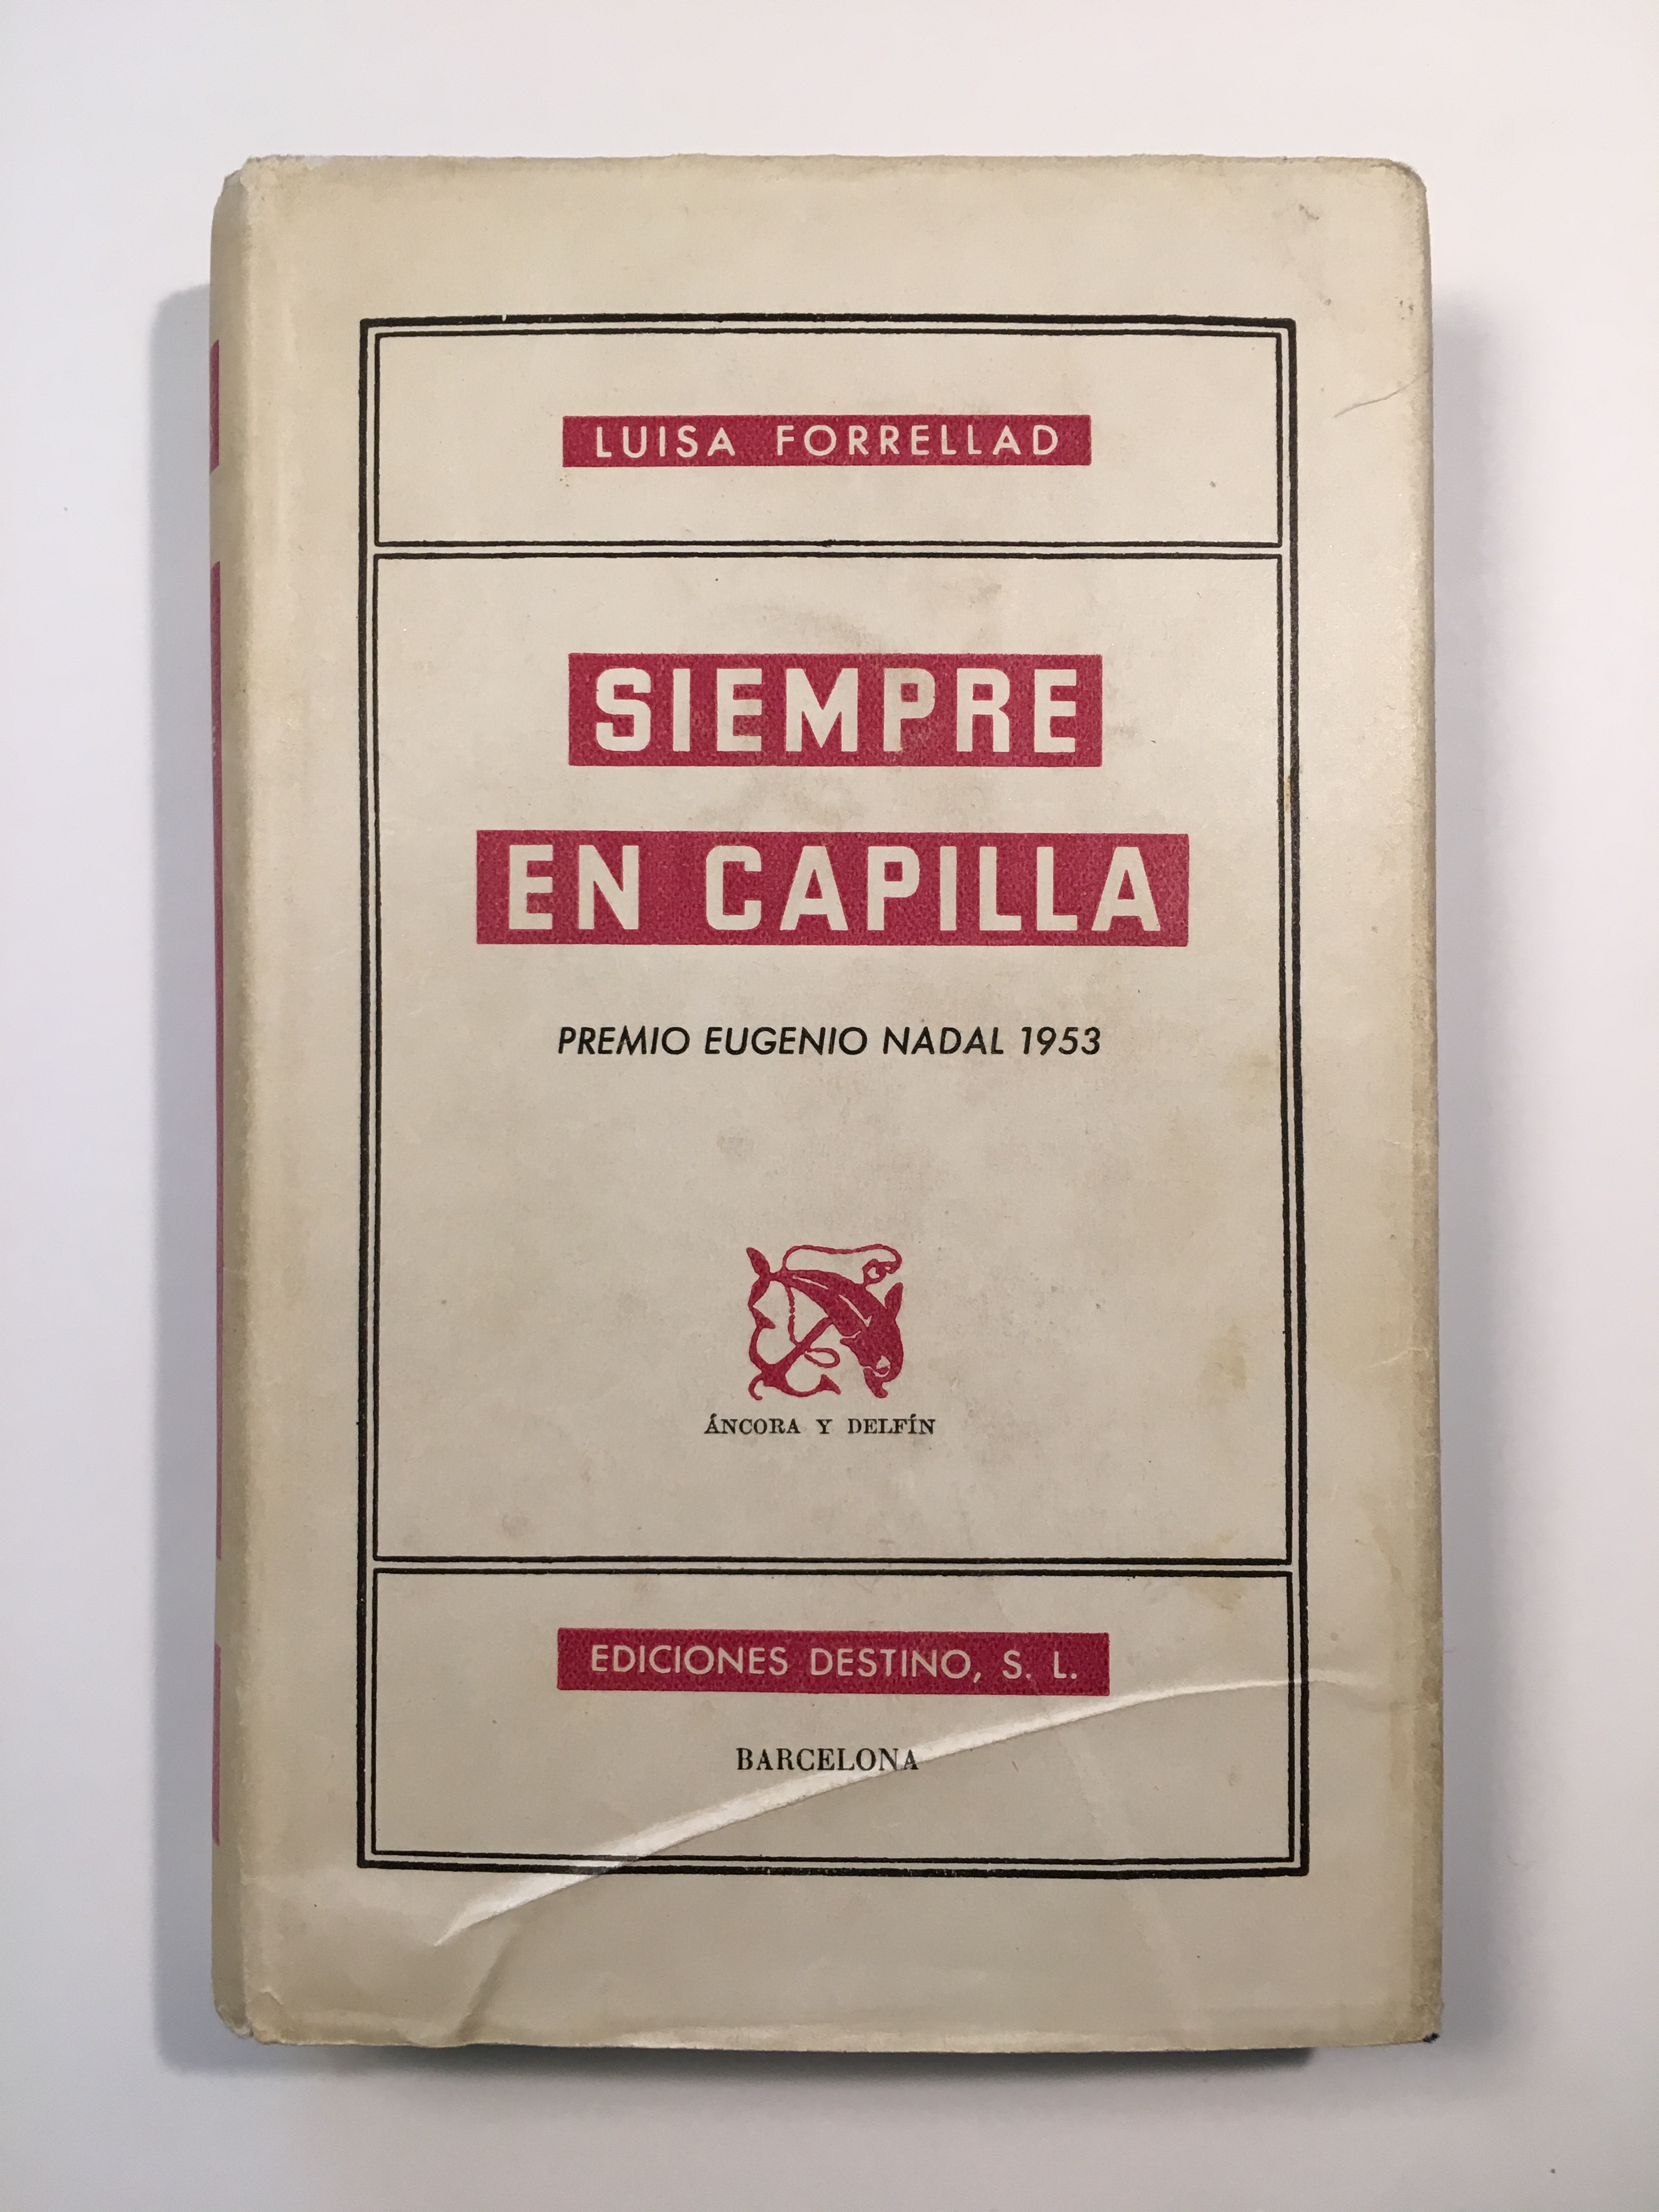 LUISA FORRELLAD
SIEMPRE
EN CAPILLA
PREMIO EUGENIO NADAL 1953
ÁNCORA Y DELFÍN
EDICIONES DESTINO, S. L.
BARCELONA